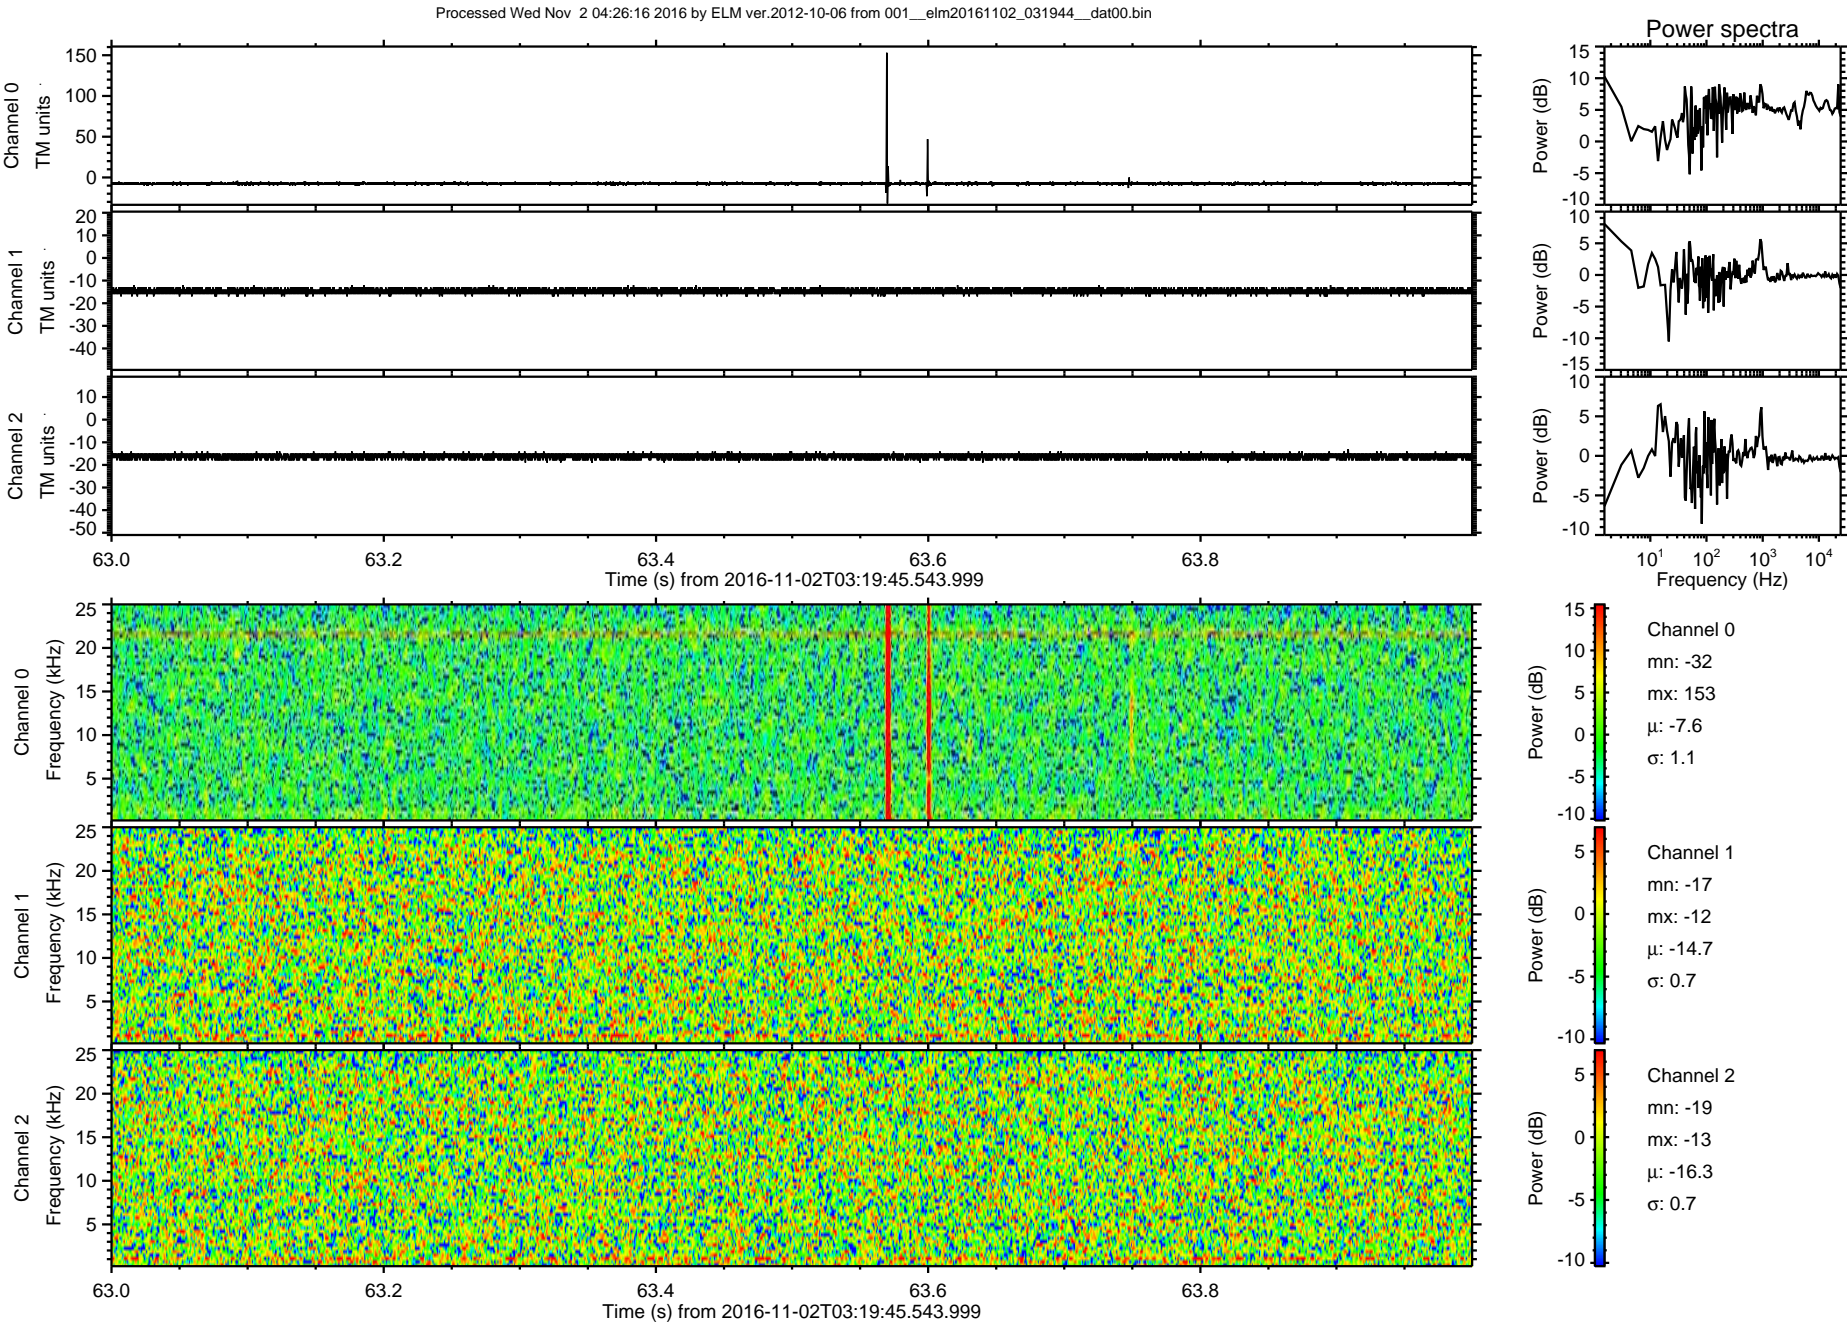 Processed Wed Nov  2 04:26:16 2016 by ELM ver.2012-10-06 from 001__elm20161102_031944__dat00.bin
Power spectra
Channel 0
TM units
150
100
50
0
Power (dB)
15
10
5
0
-5
-10
Channel 1
TM units
20
10
0
-10
-20
-30
-40
Power (dB)
10
5
0
-5
-10
-15
Channel 2
TM units
10
0
-10
-20
-30
-40
-50
Power (dB)
10
5
0
-5
-10
63.0 63.2 63.4 63.6 63.8
Time (s) from 2016-11-02T03:19:45.543.999
10^1 10^2 10^3 10^4
Frequency (Hz)
Channel 0
Frequency (kHz)
25
20
15
10
5
Power (dB)
15
10
5
0
-5
-10
Channel 0
mn: -32
mx: 153
μ: -7.6
σ: 1.1
Channel 1
Frequency (kHz)
25
20
15
10
5
Power (dB)
5
0
-5
-10
Channel 1
mn: -17
mx: -12
μ: -14.7
σ: 0.7
Channel 2
Frequency (kHz)
25
20
15
10
5
Power (dB)
5
0
-5
-10
Channel 2
mn: -19
mx: -13
μ: -16.3
σ: 0.7
63.0 63.2 63.4 63.6 63.8
Time (s) from 2016-11-02T03:19:45.543.999